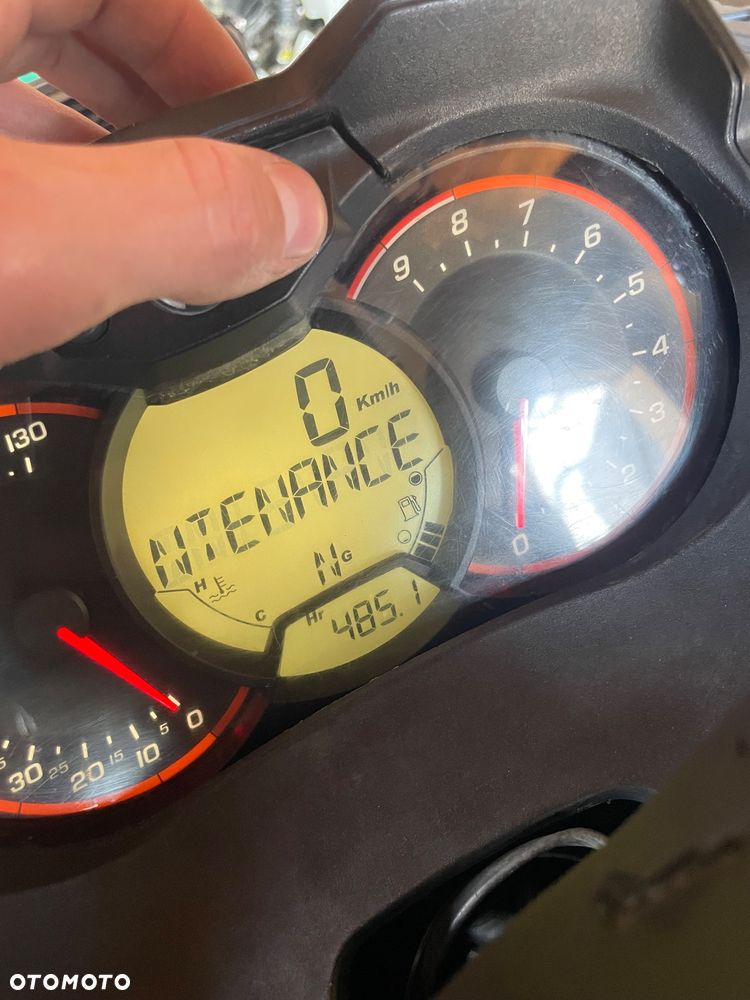 9 8 7 6 5 4 3 2 0
0 Km/h
NTENANCE
H
N G
C
Hr 485.1
130
30 25 20 15 10 5 0
OTOMOTO